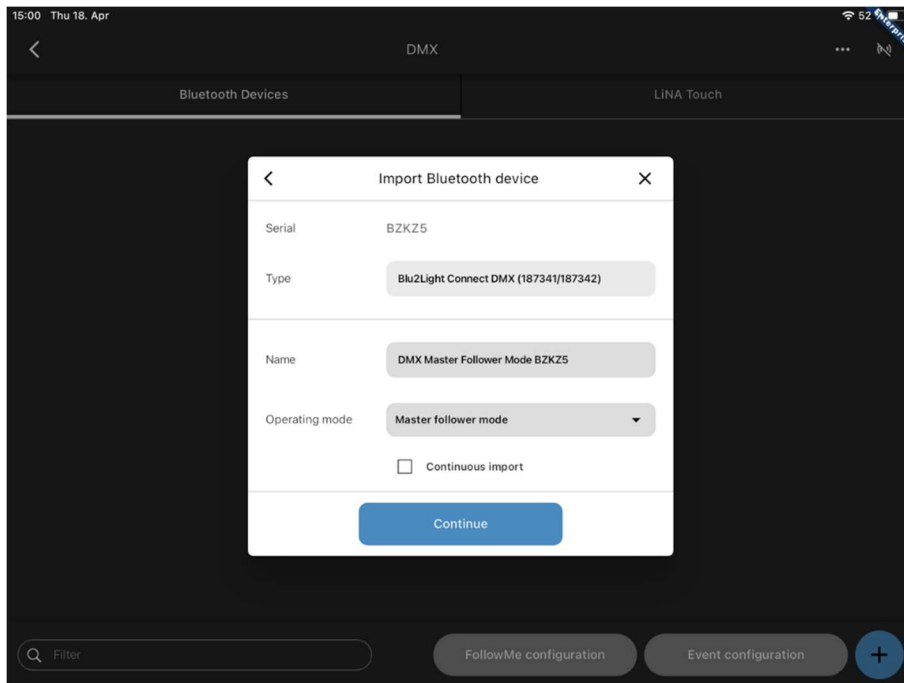 15:00 Thu 18. Apr
52
Enterpri
DMX
Bluetooth Devices
LiNA Touch
Import Bluetooth device
Serial
BZKZ5
Type
Blu2Light Connect DMX (187341/187342)
Name
DMX Master Follower Mode BZKZ5
Operating mode
Master follower mode
Continuous import
Continue
Filter
FollowMe configuration
Event configuration